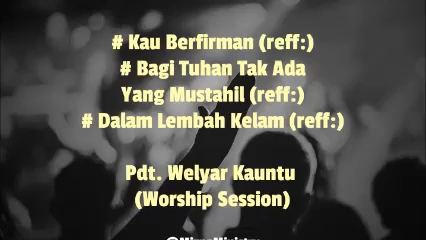 # Kau Berfirman (reff:)
# Bagi Tuhan Tak Ada
Yang Mustahil (reff:)
# Dalam Lembah Kelam (reff:)
Pdt. Welyar Kauntu
(Worship Session)